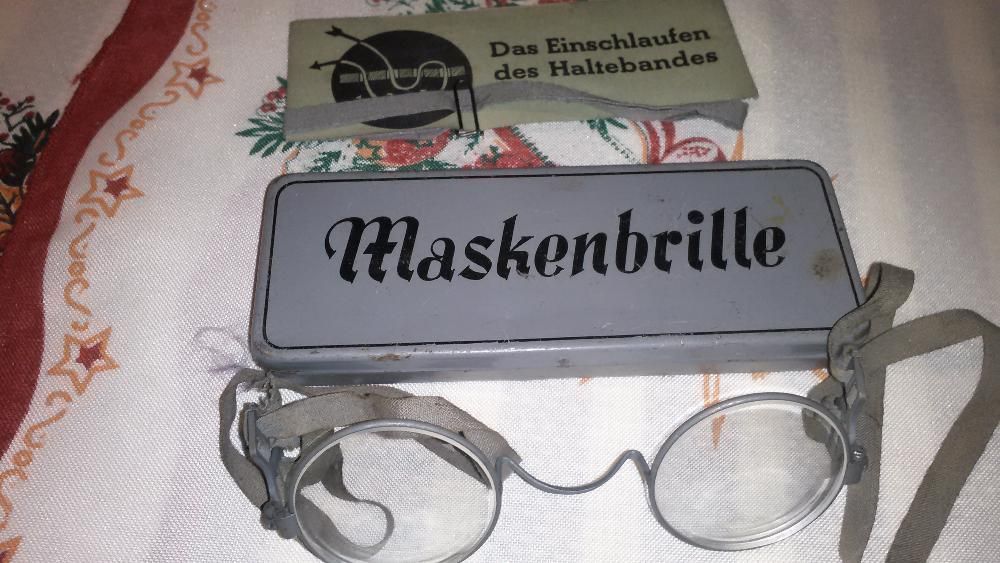 Das Einschlaufen
des Haltebandes
Maskenbrille